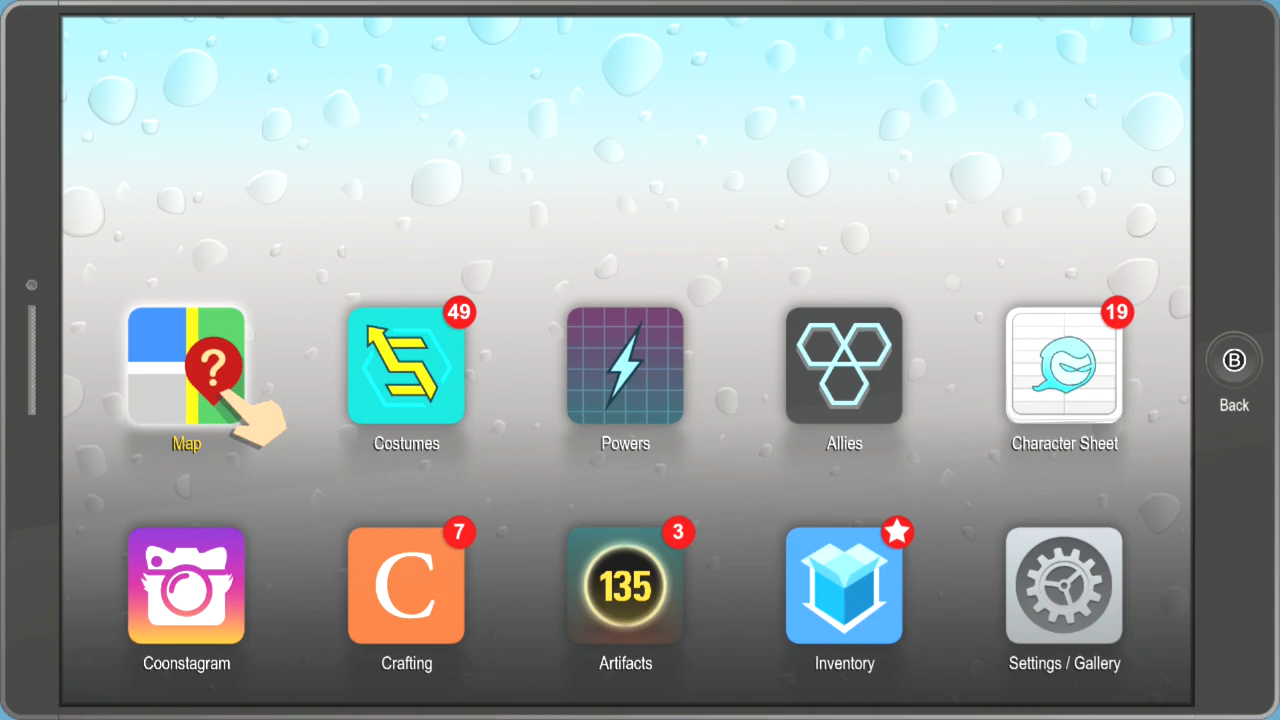 49
19
?
B
Map
Costumes
Powers
Allies
Character Sheet
Back
7
3
C
135
Coonstagram
Crafting
Artifacts
Inventory
Settings / Gallery